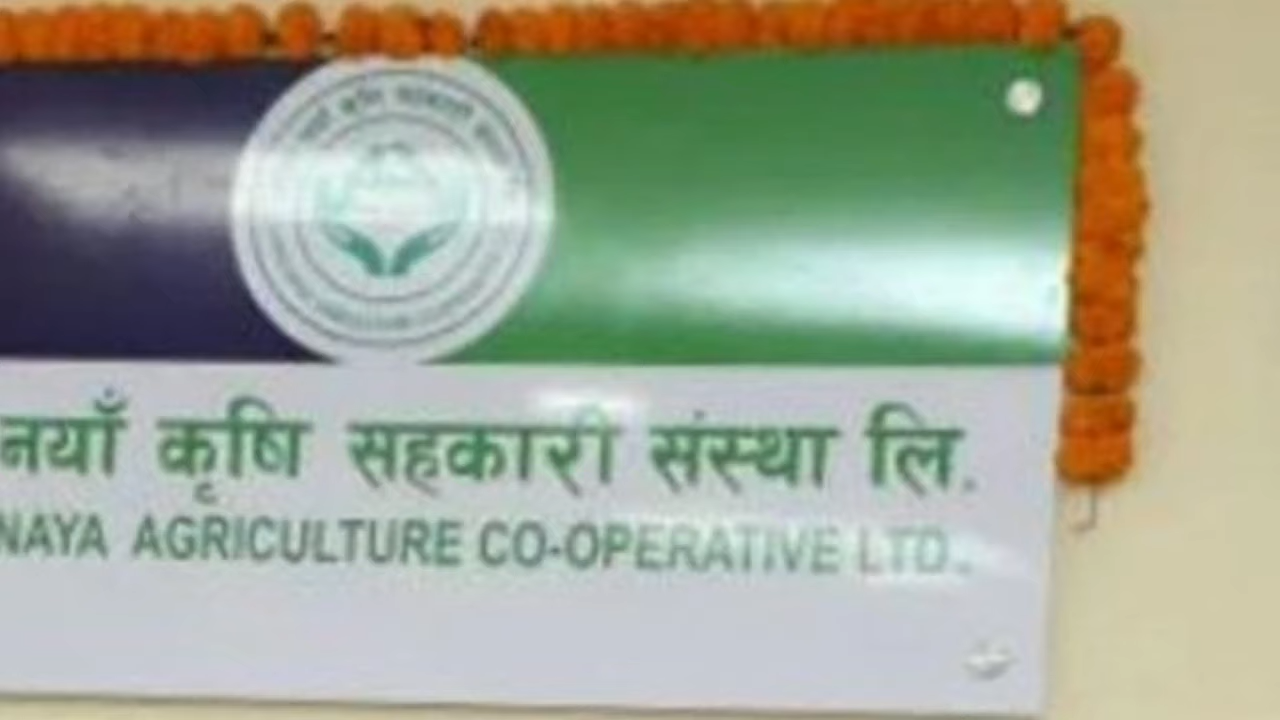 नयाँ कृषि सहकारी संस्था लि.
NAYA AGRICULTURE CO-OPERATIVE LTD.